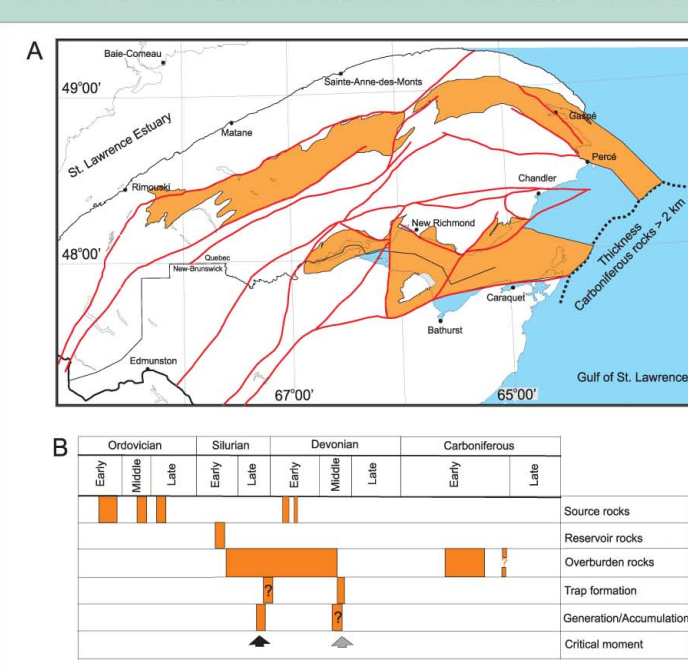 A
Baie-Comeau
49°00'
Sainte-Anne-des-Monts
St. Lawrence Estuary
Gaspé
Matane
Percé
Rimouski
Chandler
New Richmond
Thickness
Carboniferous rocks > 2 km
48°00'
Quebec
New-Brunswick
Caraquet
Bathurst
Edmunston
Gulf of St. Lawrence
67°00'
65°00'
B
Ordovician Silurian Devonian Carboniferous
Early Middle Late Early Late Early Middle Late Early Late
Source rocks
Reservoir rocks
? Overburden rocks
? Trap formation
? Generation/Accumulation
Critical moment